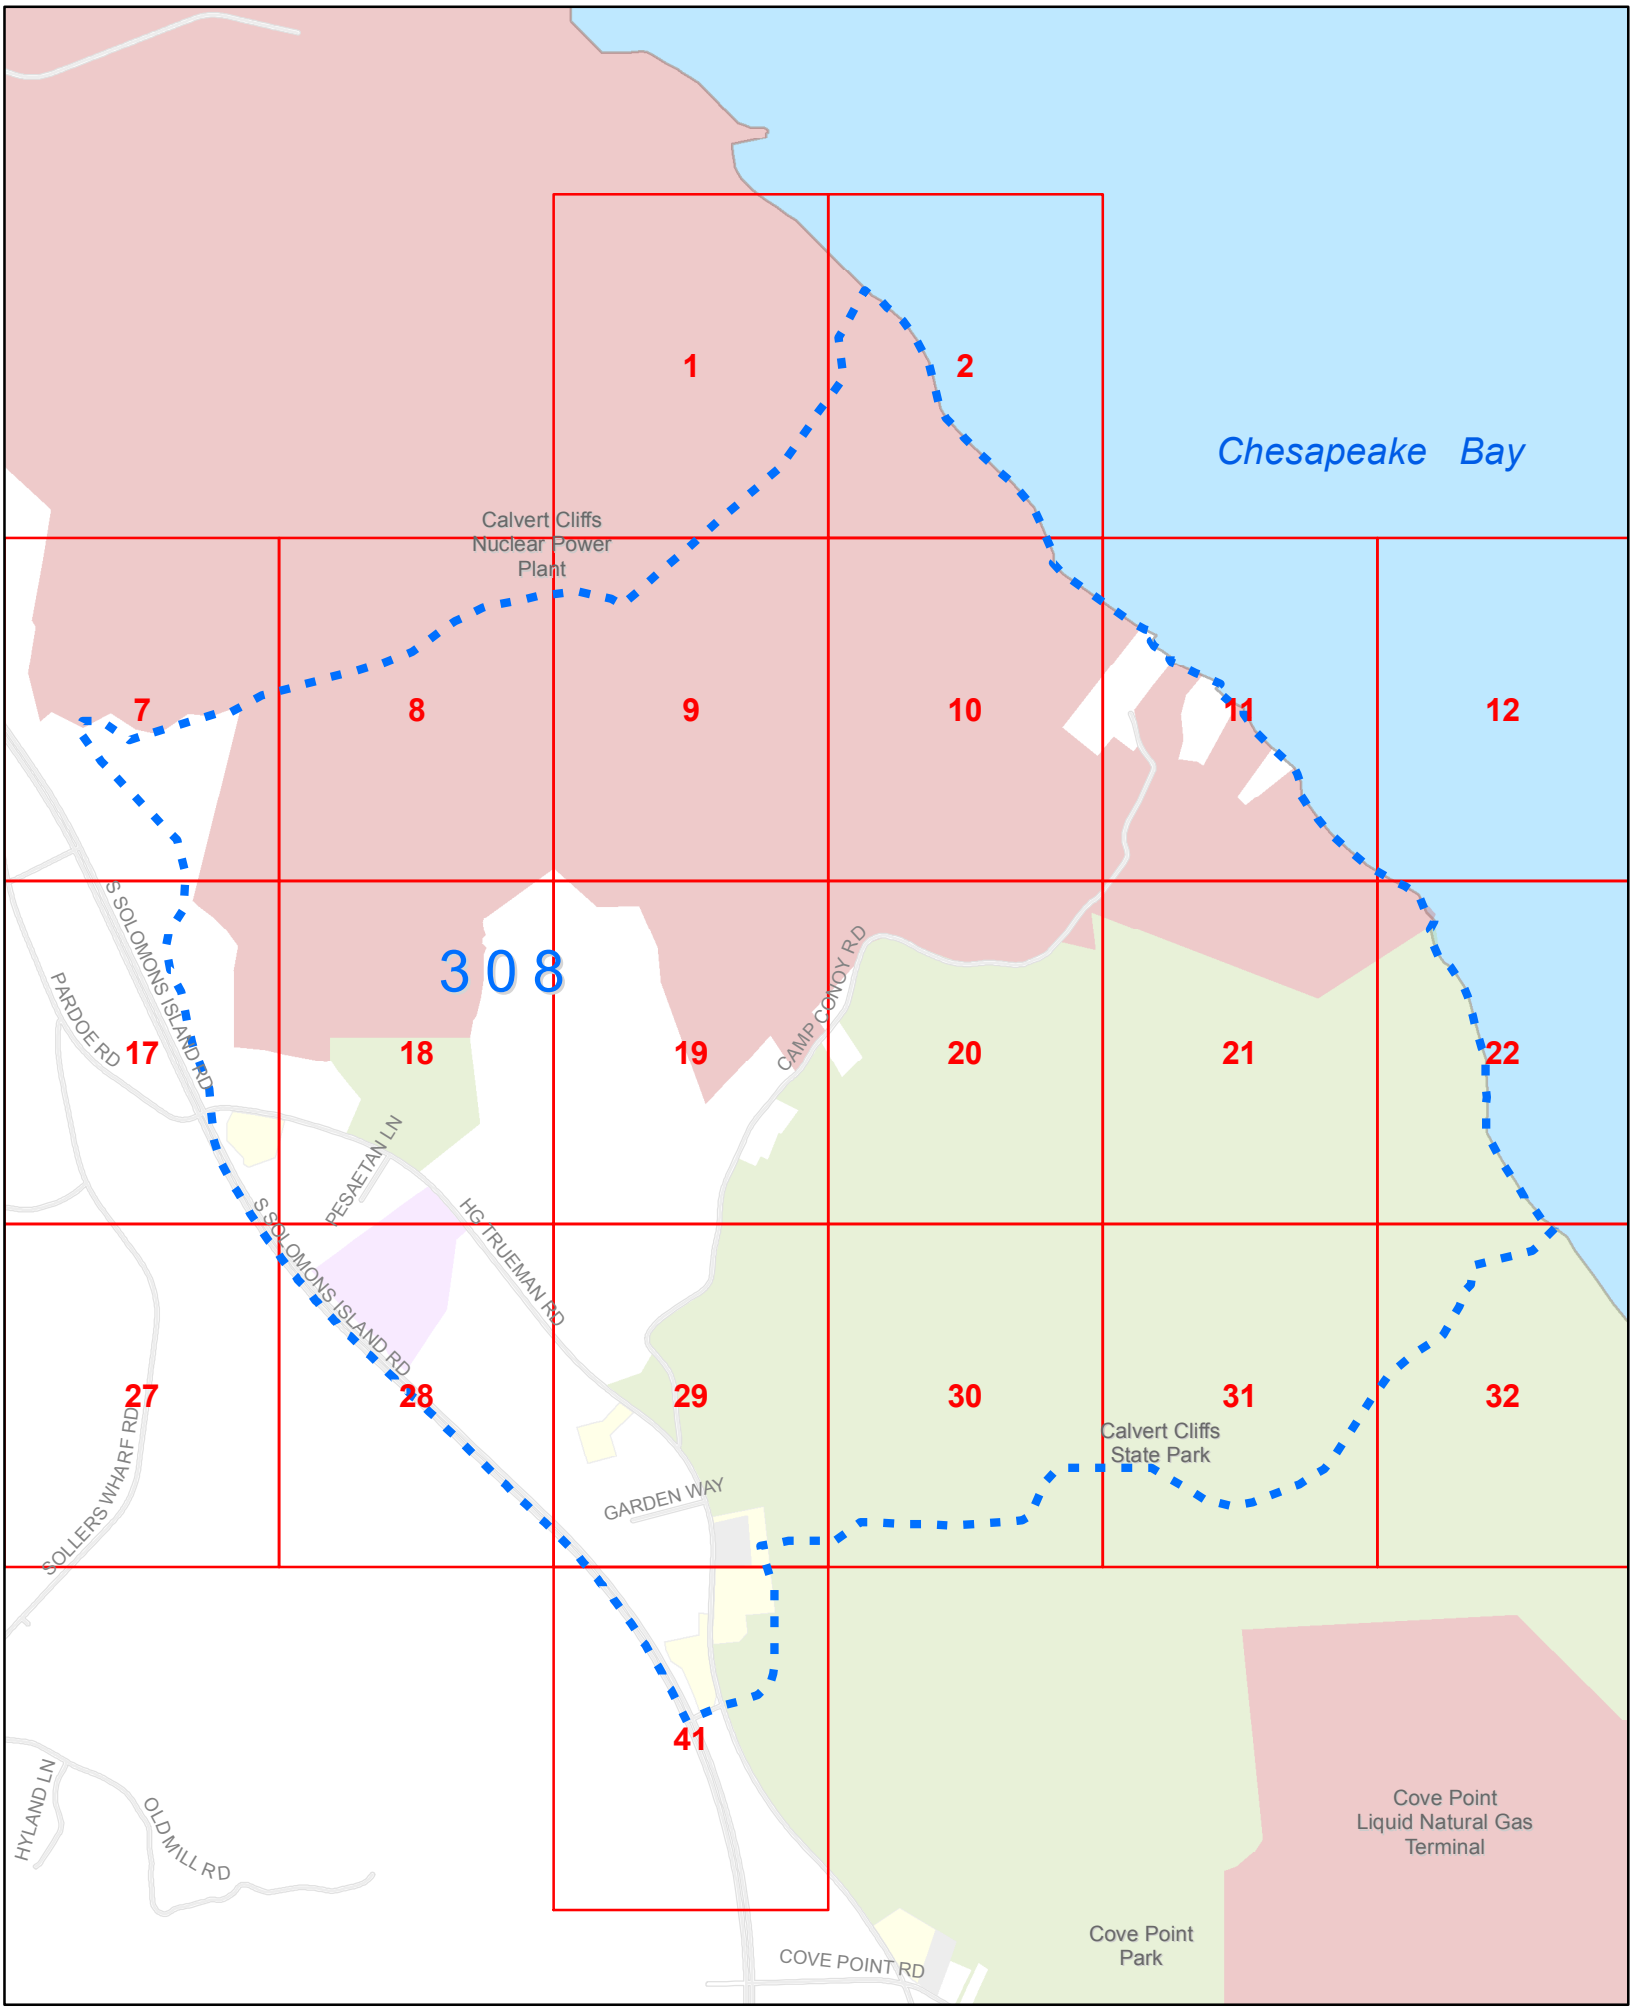 1
2
Chesapeake Bay
Calvert Cliffs
Nuclear Power
Plant
7
8
9
10
11
12
S SOLOMONS ISLAND RD
308
CAMP CONOY RD
PARDOE RD
17
18
19
20
21
22
PESAETAN LN
S SOLOMONS ISLAND RD
HG TRUEMAN RD
27
28
29
30
31
32
Calvert Cliffs
State Park
SOLLERS WHARF RD
GARDEN WAY
41
HYLAND LN
OLD MILL RD
Cove Point
Liquid Natural Gas
Terminal
Cove Point
Park
COVE POINT RD